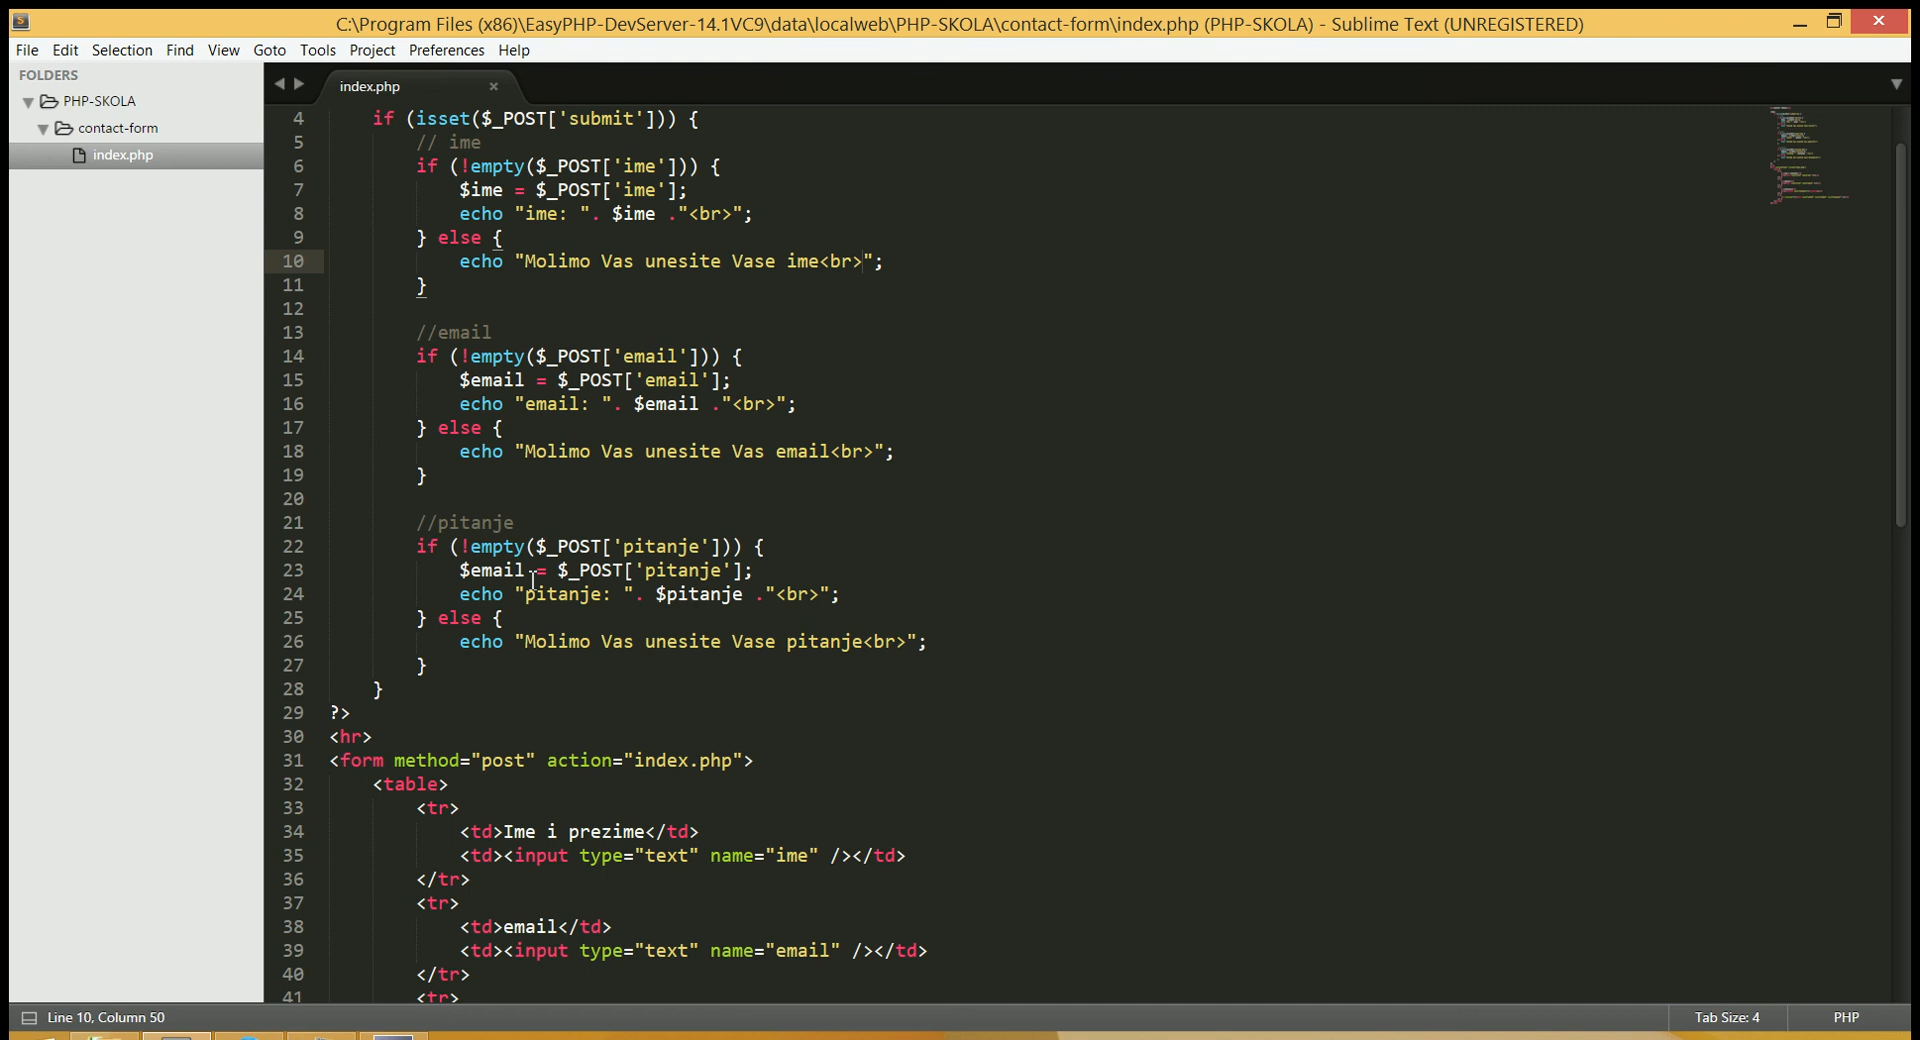 C:\Program Files (x86)\EasyPHP-DevServer-14.1VC9\data\localweb\PHP-SKOLA\contact-form\index.php (PHP-SKOLA) - Sublime Text (UNREGISTERED)
File Edit Selection Find View Goto Tools Project Preferences Help
FOLDERS
PHP-SKOLA
contact-form
index.php
index.php
4 if (isset($_POST['submit'])) {
5 // ime
6 if (!empty($_POST['ime'])) {
7 $ime = $_POST['ime'];
8 echo "ime: ". $ime ."<br>";
9 } else {
10 echo "Molimo Vas unesite Vase ime<br>";
11 }
12
13 //email
14 if (!empty($_POST['email'])) {
15 $email = $_POST['email'];
16 echo "email: ". $email ."<br>";
17 } else {
18 echo "Molimo Vas unesite Vas email<br>";
19 }
20
21 //pitanje
22 if (!empty($_POST['pitanje'])) {
23 $email = $_POST['pitanje'];
24 echo "pitanje: ". $pitanje ."<br>";
25 } else {
26 echo "Molimo Vas unesite Vase pitanje<br>";
27 }
28 }
29 ?>
30 <hr>
31 <form method="post" action="index.php">
32 <table>
33 <tr>
34 <td>Ime i prezime</td>
35 <td><input type="text" name="ime" /></td>
36 </tr>
37 <tr>
38 <td>email</td>
39 <td><input type="text" name="email" /></td>
40 </tr>
41 <tr>
Line 10, Column 50
Tab Size: 4
PHP